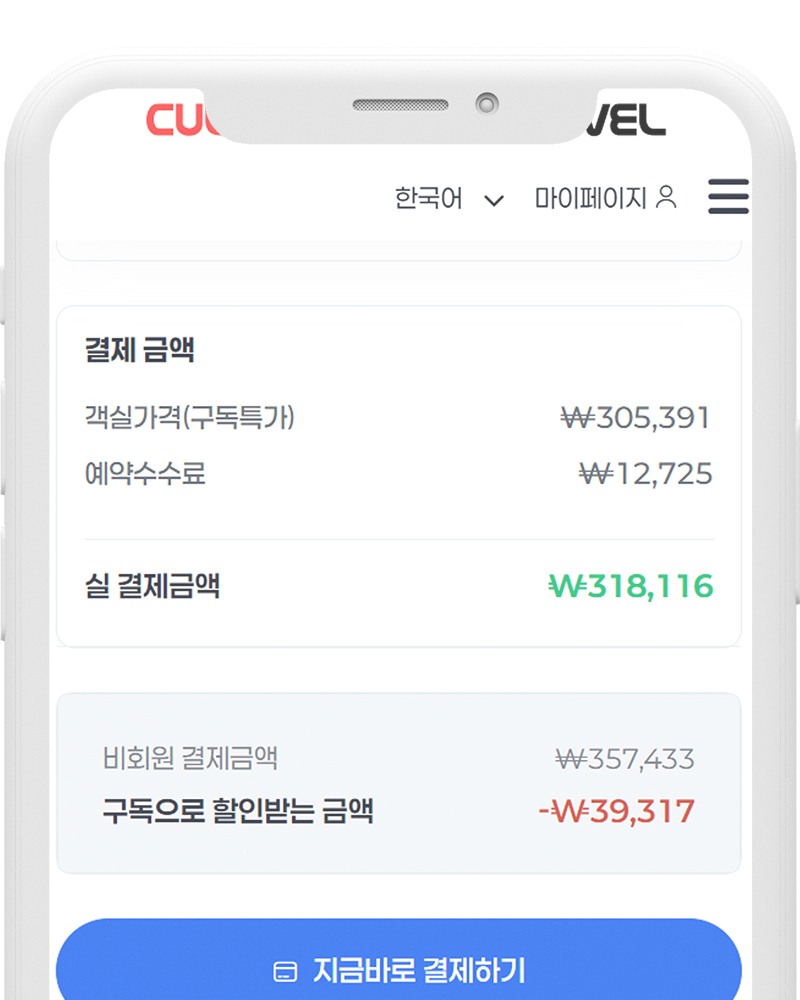 한국어 마이페이지
결제 금액
객실가격(구독특가) ₩305,391
예약수수료 ₩12,725
실 결제금액 ₩318,116
비회원 결제금액 ₩357,433
구독으로 할인받는 금액 -₩39,317
지금바로 결제하기